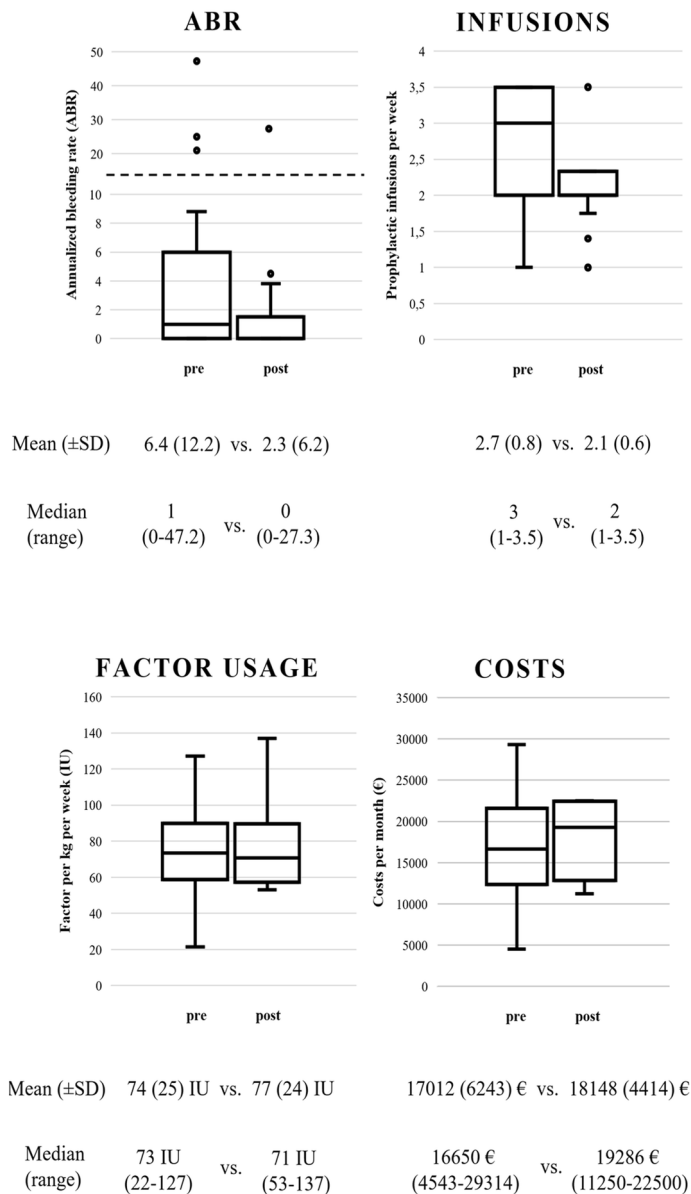 ABR
INFUSIONS
Annualized bleeding rate (ABR)
50
40
30
20
10
8
6
4
2
0
pre
post
Prophylactic infusions per week
4
3,5
3
2,5
2
1,5
1
0,5
0
pre
post
Mean (±SD) 6.4 (12.2) vs. 2.3 (6.2) 2.7 (0.8) vs. 2.1 (0.6)
Median 1 0 3 2
(range) (0-47.2) vs. (0-27.3) (1-3.5) vs. (1-3.5)
FACTOR USAGE
COSTS
Factor per kg per week (IU)
160
140
120
100
80
60
40
20
0
pre
post
Costs per month (€)
35000
30000
25000
20000
15000
10000
5000
0
pre
post
Mean (±SD) 74 (25) IU vs. 77 (24) IU 17012 (6243) € vs. 18148 (4414) €
Median 73 IU 71 IU 16650 € 19286 €
(range) (22-127) vs. (53-137) (4543-29314) vs. (11250-22500)